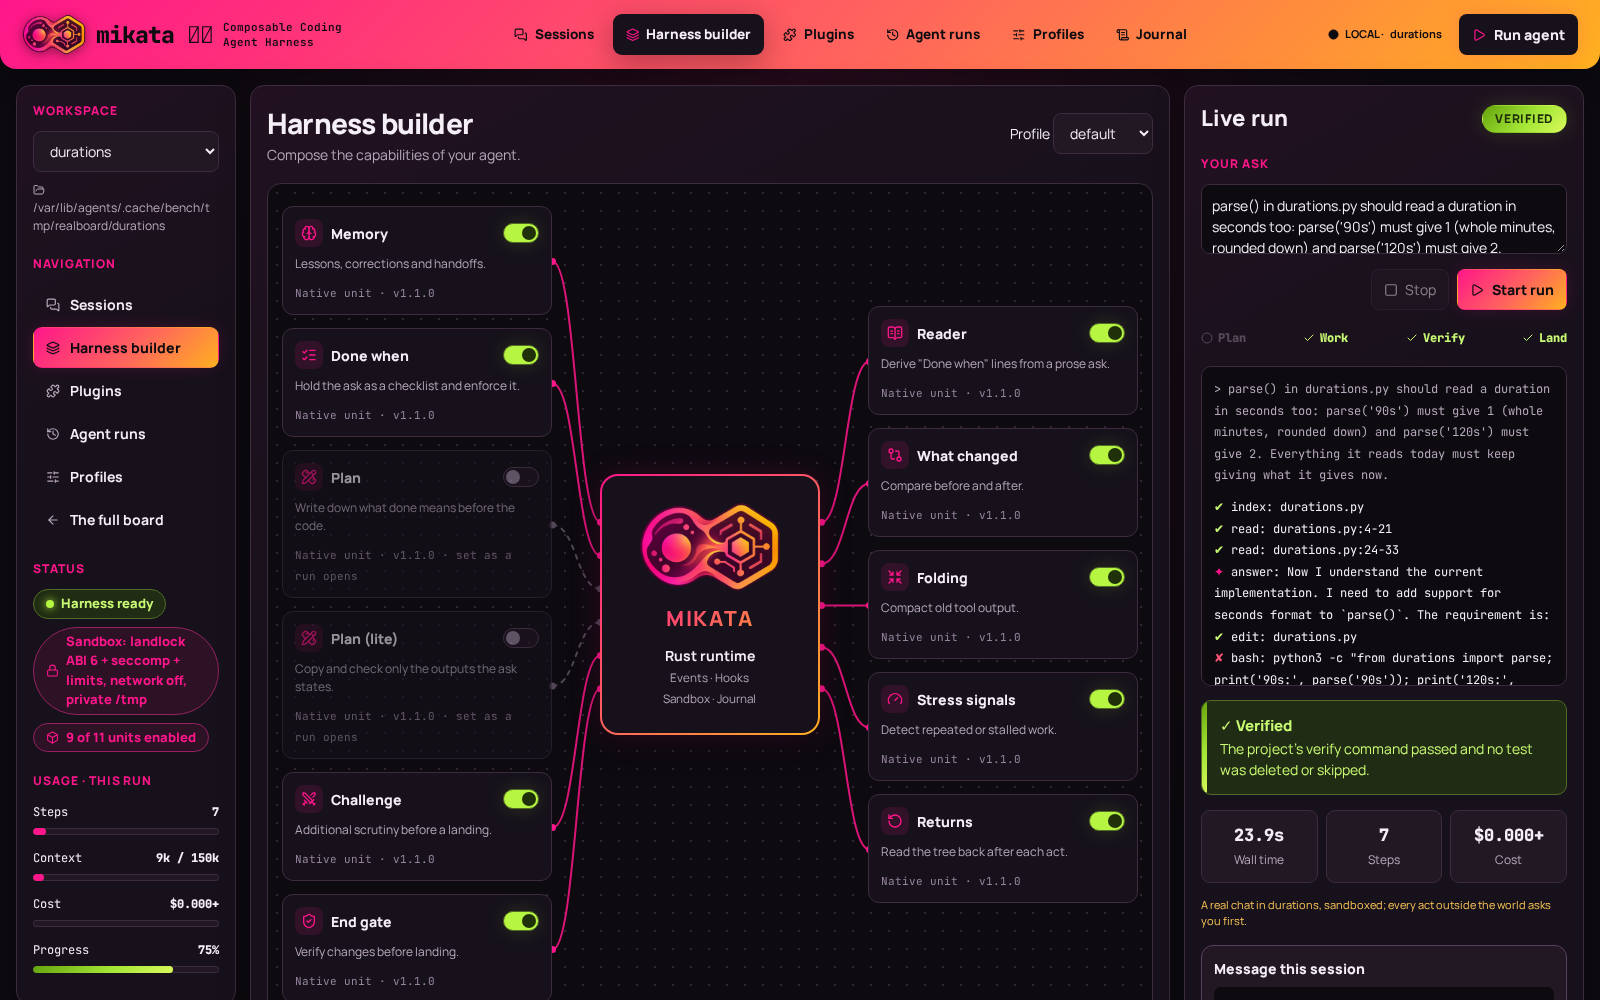 mikata
Composable Coding
Agent Harness
Sessions
Harness builder
Plugins
Agent runs
Profiles
Journal
LOCAL · durations
Run agent
WORKSPACE
durations
/var/lib/agents/.cache/bench/t
mp/realboard/durations
NAVIGATION
Sessions
Harness builder
Plugins
Agent runs
Profiles
The full board
STATUS
Harness ready
Sandbox: landlock
ABI 6 + seccomp +
limits, network off,
private /tmp
9 of 11 units enabled
USAGE · THIS RUN
Steps 7
Context 9k / 150k
Cost $0.000+
Progress 75%
Harness builder
Compose the capabilities of your agent.
Profile default
Memory
Lessons, corrections and handoffs.
Native unit · v1.1.0
Done when
Hold the ask as a checklist and enforce it.
Native unit · v1.1.0
Plan
Write down what done means before the
code.
Native unit · v1.1.0 · set as a
run opens
Plan (lite)
Copy and check only the outputs the ask
states.
Native unit · v1.1.0 · set as a
run opens
Challenge
Additional scrutiny before a landing.
Native unit · v1.1.0
End gate
Verify changes before landing.
Native unit · v1.1.0
MIKATA
Rust runtime
Events · Hooks
Sandbox · Journal
Reader
Derive "Done when" lines from a prose ask.
Native unit · v1.1.0
What changed
Compare before and after.
Native unit · v1.1.0
Folding
Compact old tool output.
Native unit · v1.1.0
Stress signals
Detect repeated or stalled work.
Native unit · v1.1.0
Returns
Read the tree back after each act.
Native unit · v1.1.0
Live run
VERIFIED
YOUR ASK
parse() in durations.py should read a duration in
seconds too: parse('90s') must give 1 (whole minutes,
rounded down) and parse('120s') must give 2.
Stop
Start run
Plan
✓ Work
✓ Verify
✓ Land
> parse() in durations.py should read a duration
in seconds too: parse('90s') must give 1 (whole
minutes, rounded down) and parse('120s') must
give 2. Everything it reads today must keep
giving what it gives now.
✔ index: durations.py
✔ read: durations.py:4-21
✔ read: durations.py:24-33
✦ answer: Now I understand the current
implementation. I need to add support for
seconds format to `parse()`. The requirement is:
✔ edit: durations.py
✘ bash: python3 -c "from durations import parse;
print('90s:', parse('90s')); print('120s:',
✓ Verified
The project's verify command passed and no test
was deleted or skipped.
23.9s
Wall time
7
Steps
$0.000+
Cost
A real chat in durations, sandboxed; every act outside the world asks
you first.
Message this session